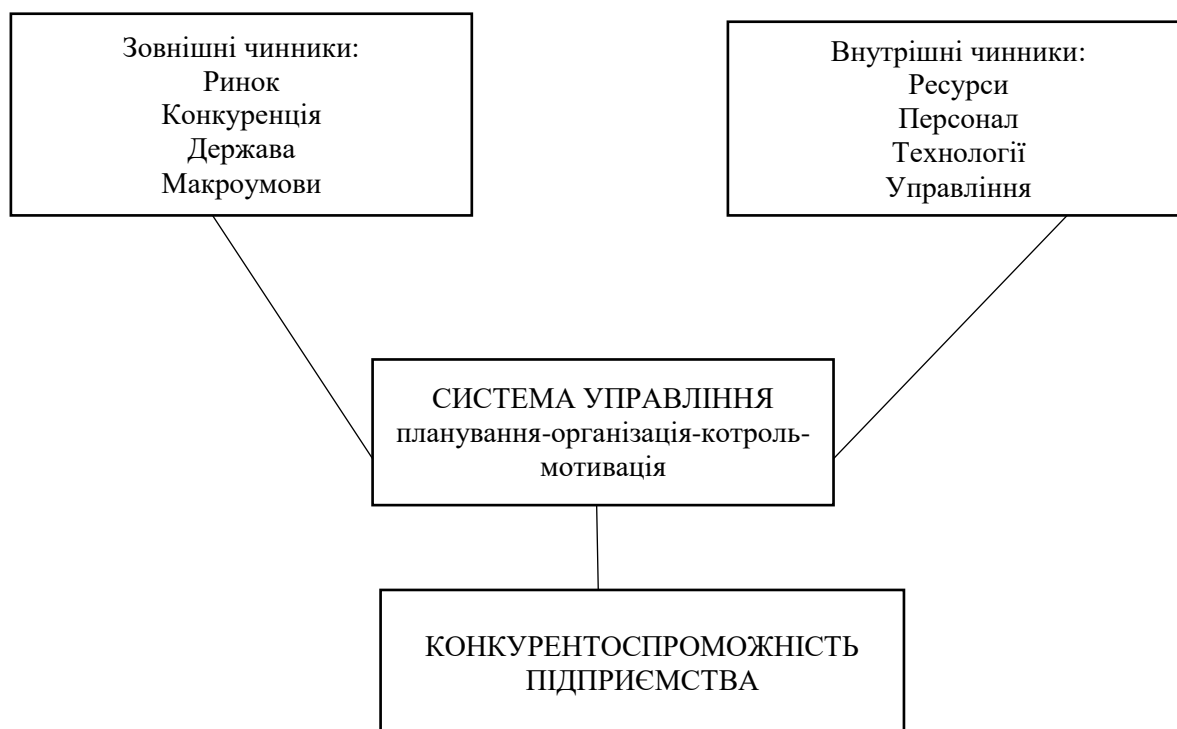 Зовнішні чинники:
Ринок
Конкуренція
Держава
Макроумови
Внутрішні чинники:
Ресурси
Персонал
Технології
Управління
СИСТЕМА УПРАВЛІННЯ
планування-організація-котроль-
мотивація
КОНКУРЕНТОСПРОМОЖНІСТЬ
ПІДПРИЄМСТВА